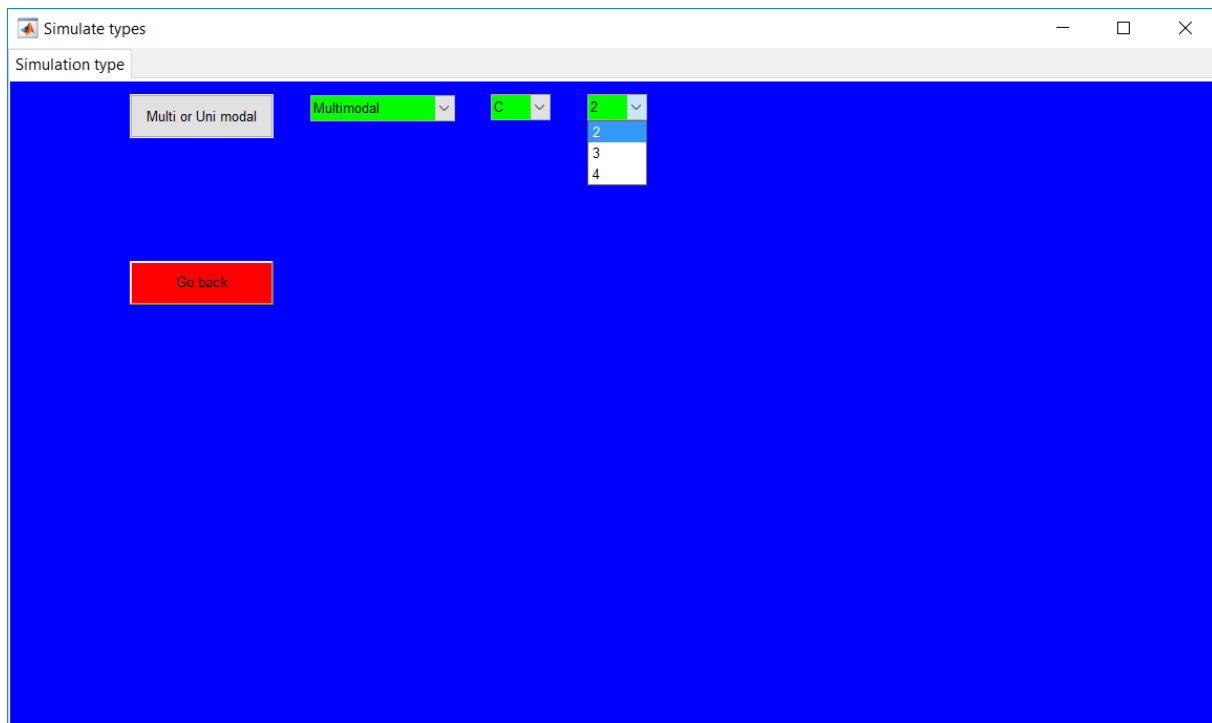 Simulate types
Simulation type
Multi or Uni modal
Multimodal
C
2
2
3
4
Go back